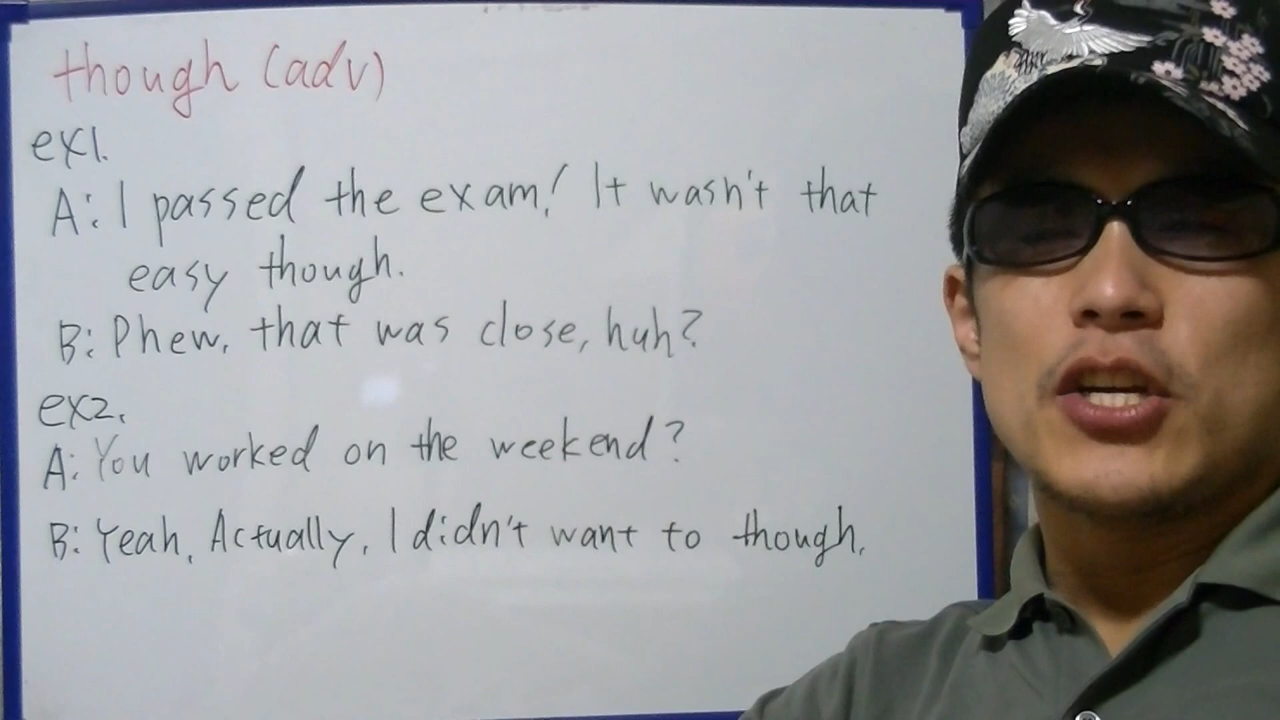 though (adv)
ex1.
A: I passed the exam! It wasn't that
easy though.
B: Phew, that was close, huh?
ex2.
A: You worked on the weekend?
B: Yeah, Actually, I didn't want to though.